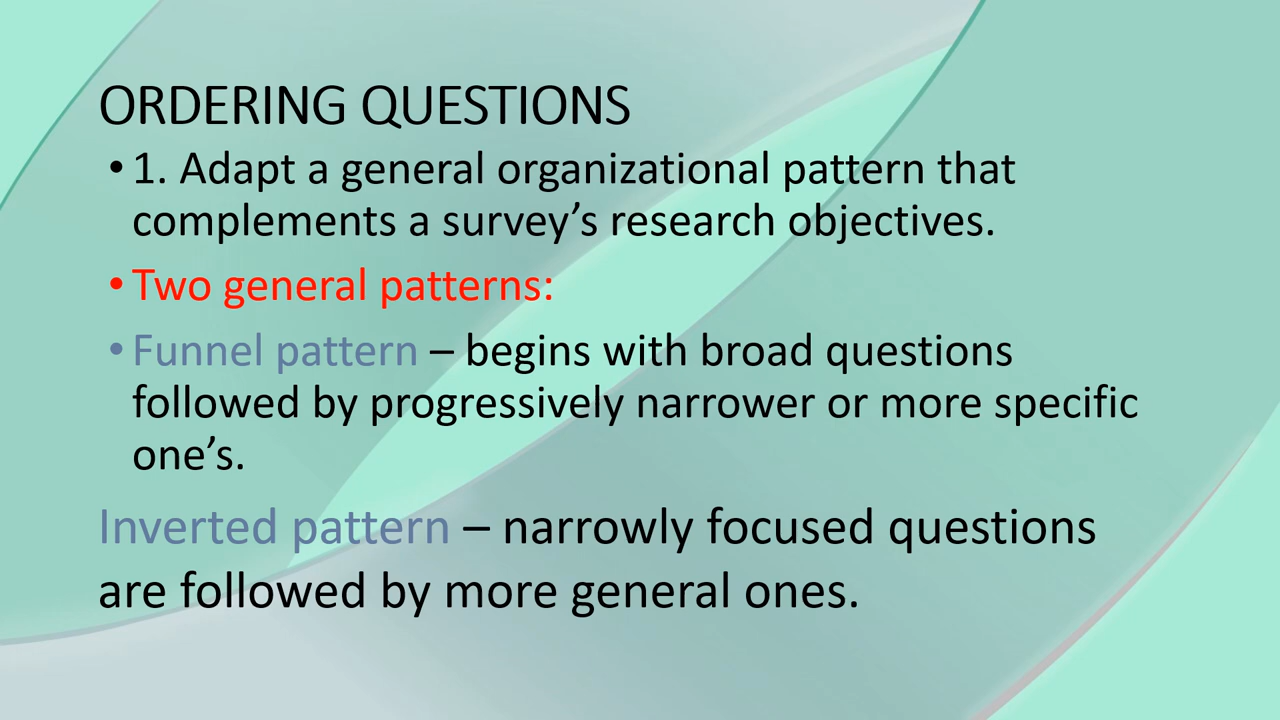 ORDERING QUESTIONS
• 1. Adapt a general organizational pattern that
complements a survey’s research objectives.
• Two general patterns:
• Funnel pattern – begins with broad questions
followed by progressively narrower or more specific
one’s.
Inverted pattern – narrowly focused questions
are followed by more general ones.